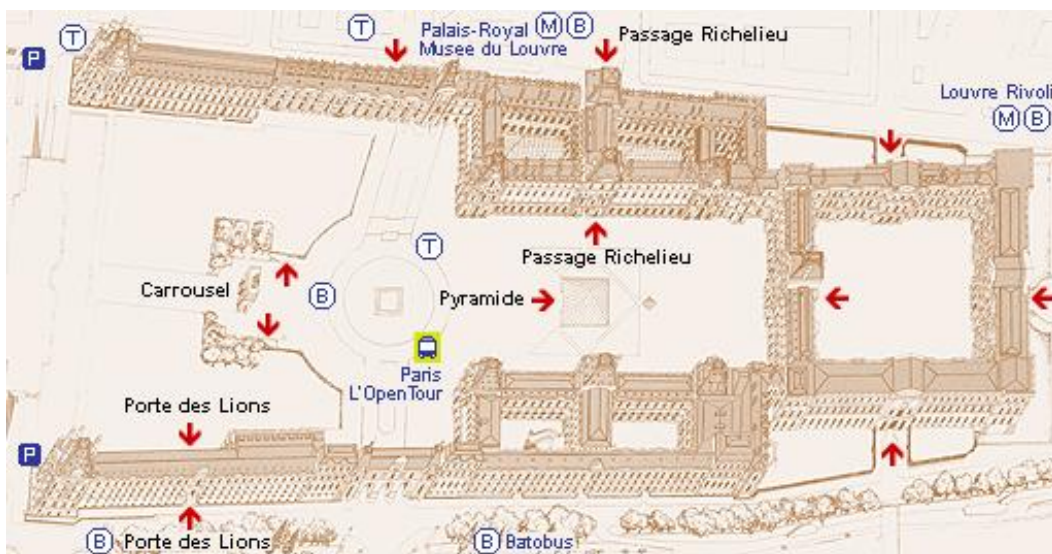 T
T
Palais-Royal M B
Musee du Louvre
Passage Richelieu
P
Louvre Rivoli
M B
T
Passage Richelieu
Carrousel
B
Pyramide
Paris
L'OpenTour
Porte des Lions
P
B Porte des Lions
B Batobus